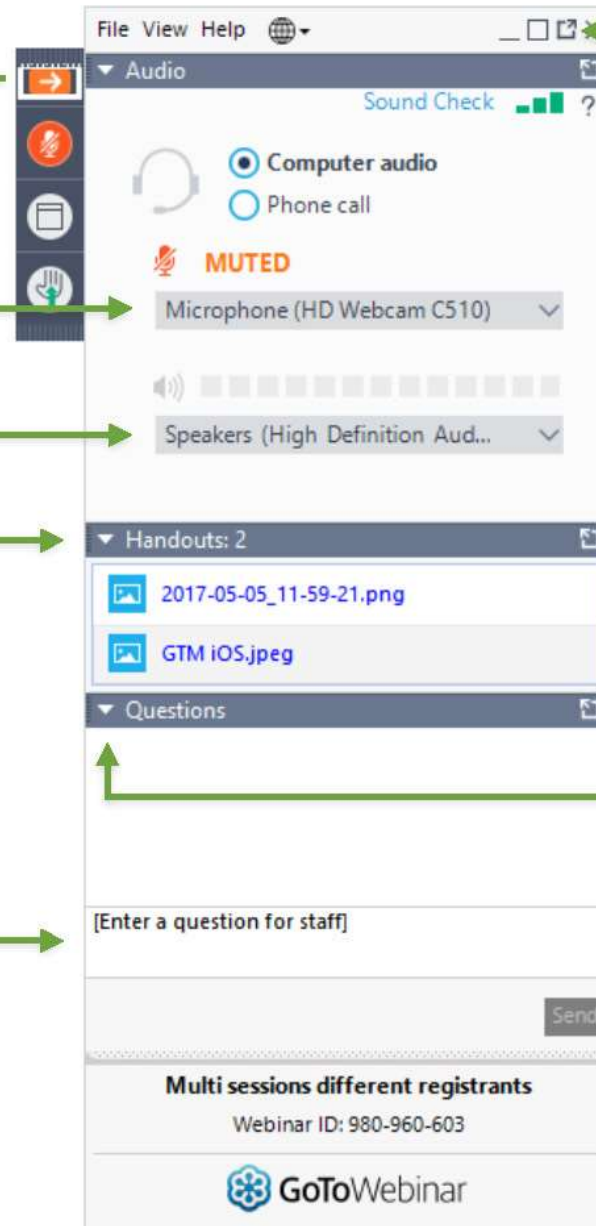 File View Help
Audio
Sound Check ?
Computer audio
Phone call
MUTED
Microphone (HD Webcam C510)
Speakers (High Definition Aud...
Handouts: 2
2017-05-05_11-59-21.png
GTM iOS.jpeg
Questions
[Enter a question for staff]
Send
Multi sessions different registrants
Webinar ID: 980-960-603
GoToWebinar